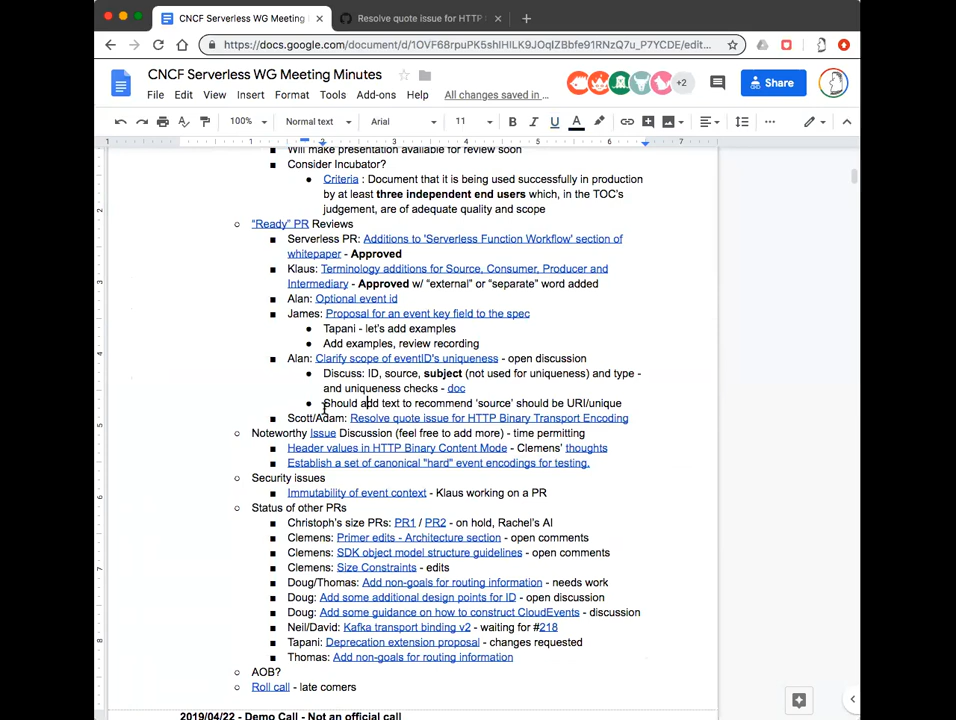 CNCF Serverless WG Meeting
Resolve quote issue for HTTP
https://docs.google.com/document/d/1OVF68rpuPK5shIHILK9JOqIZBbfe91RNzQ7u_P7YCDE/edit...
CNCF Serverless WG Meeting Minutes
+2
Share
File Edit View Insert Format Tools Add-ons Help All changes saved in ...
100% Normal text Arial 11 B I U A
1 1 2 3 4 5 6 7
Will make presentation available for review soon
Consider Incubator?
Criteria : Document that it is being used successfully in production
by at least three independent end users which, in the TOC's
judgement, are of adequate quality and scope
"Ready" PR Reviews
Serverless PR: Additions to 'Serverless Function Workflow' section of
whitepaper - Approved
Klaus: Terminology additions for Source, Consumer, Producer and
Intermediary - Approved w/ "external" or "separate" word added
Alan: Optional event id
James: Proposal for an event key field to the spec
Tapani - let's add examples
Add examples, review recording
Alan: Clarify scope of eventID's uniqueness - open discussion
Discuss: ID, source, subject (not used for uniqueness) and type -
and uniqueness checks - doc
Should add text to recommend 'source' should be URI/unique
Scott/Adam: Resolve quote issue for HTTP Binary Transport Encoding
Noteworthy Issue Discussion (feel free to add more) - time permitting
Header values in HTTP Binary Content Mode - Clemens' thoughts
Establish a set of canonical "hard" event encodings for testing.
Security issues
Immutability of event context - Klaus working on a PR
Status of other PRs
Christoph's size PRs: PR1 / PR2 - on hold, Rachel's AI
Clemens: Primer edits - Architecture section - open comments
Clemens: SDK object model structure guidelines - open comments
Clemens: Size Constraints - edits
Doug/Thomas: Add non-goals for routing information - needs work
Doug: Add some additional design points for ID - open discussion
Doug: Add some guidance on how to construct CloudEvents - discussion
Neil/David: Kafka transport binding v2 - waiting for #218
Tapani: Deprecation extension proposal - changes requested
Thomas: Add non-goals for routing information
AOB?
Roll call - late comers
2019/04/22 - Demo Call - Not an official call